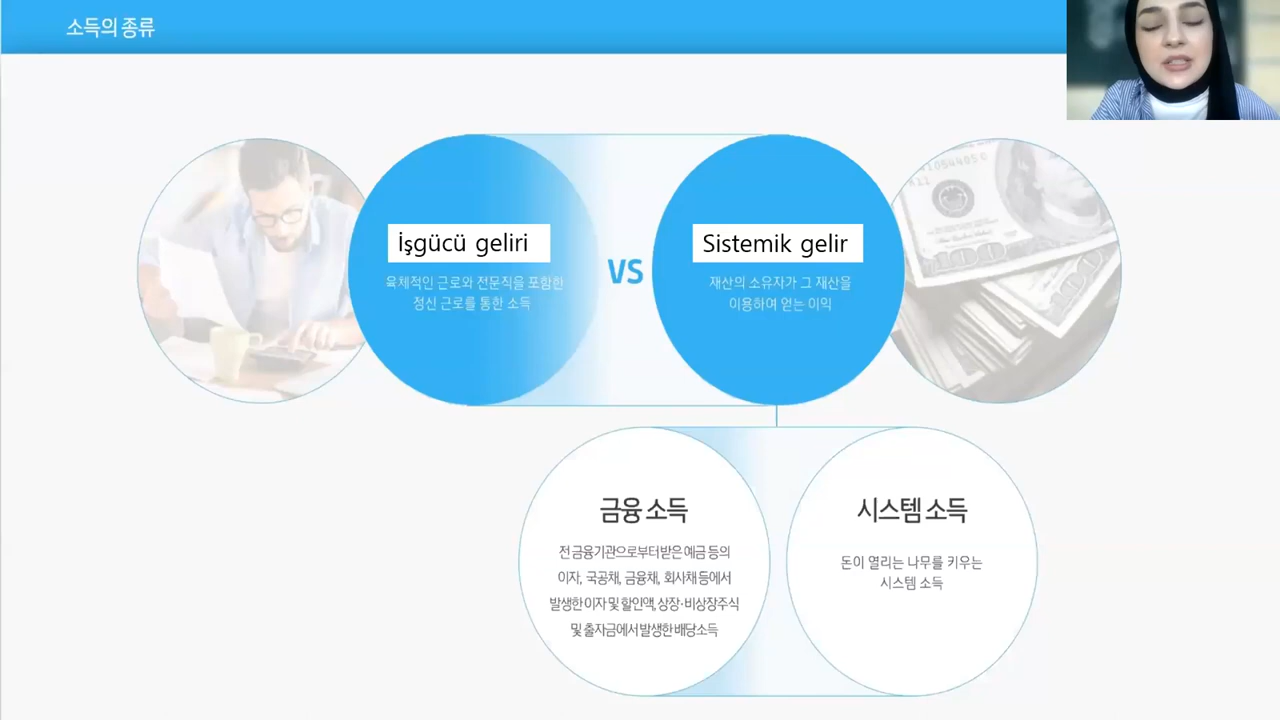 소득의 종류
İşgücü geliri
육체적인 근로와 전문직을 포함한
정신 근로를 통한 소득
VS
Sistemik gelir
재산의 소유자가 그 재산을
이용하여 얻는 이익
금융 소득
전 금융기관으로부터 받은 예금 등의
이자, 국공채, 금융채, 회사채 등에서
발생한 이자 및 할인액, 상장·비상장주식
및 출자금에서 발생한 배당소득
시스템 소득
돈이 열리는 나무를 키우는
시스템 소득